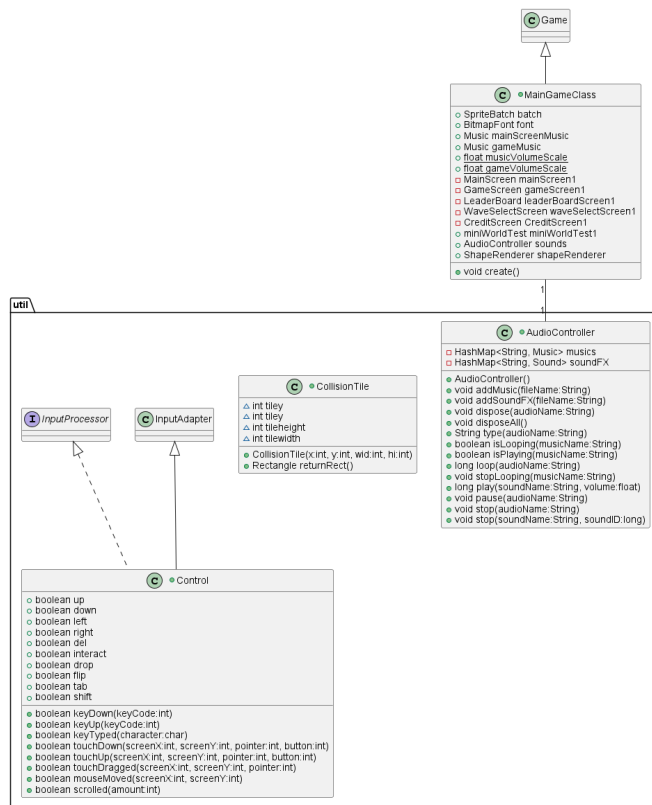 C Game
C MainGameClass
SpriteBatch batch
BitmapFont font
Music mainScreenMusic
Music gameMusic
float musicVolumeScale
float gameVolumeScale
MainScreen mainScreen1
GameScreen gameScreen1
LeaderBoard leaderBoardScreen1
WaveSelectScreen waveSelectScreen1
CreditScreen CreditScreen1
miniWorldTest miniWorldTest1
AudioController sounds
ShapeRenderer shapeRenderer
void create()
1
util
1
C AudioController
HashMap<String, Music> musics
HashMap<String, Sound> soundFX
AudioController()
void addMusic(fileName:String)
void addSoundFX(fileName:String)
void dispose(audioName:String)
void disposeAll()
String type(audioName:String)
boolean isLooping(musicName:String)
boolean isPlaying(musicName:String)
long loop(audioName:String)
void stopLooping(musicName:String)
long play(soundName:String, volume:float)
void pause(audioName:String)
void stop(audioName:String)
void stop(soundName:String, soundID:long)
C CollisionTile
int tiley
int tiley
int tileheight
int tilewidth
CollisionTile(x:int, y:int, wid:int, hi:int)
Rectangle returnRect()
I InputProcessor
C InputAdapter
C Control
boolean up
boolean down
boolean left
boolean right
boolean del
boolean interact
boolean drop
boolean flip
boolean tab
boolean shift
boolean keyDown(keyCode:int)
boolean keyUp(keyCode:int)
boolean keyTyped(character:char)
boolean touchDown(screenX:int, screenY:int, pointer:int, button:int)
boolean touchUp(screenX:int, screenY:int, pointer:int, button:int)
boolean touchDragged(screenX:int, screenY:int, pointer:int)
boolean mouseMoved(screenX:int, screenY:int)
boolean scrolled(amount:int)